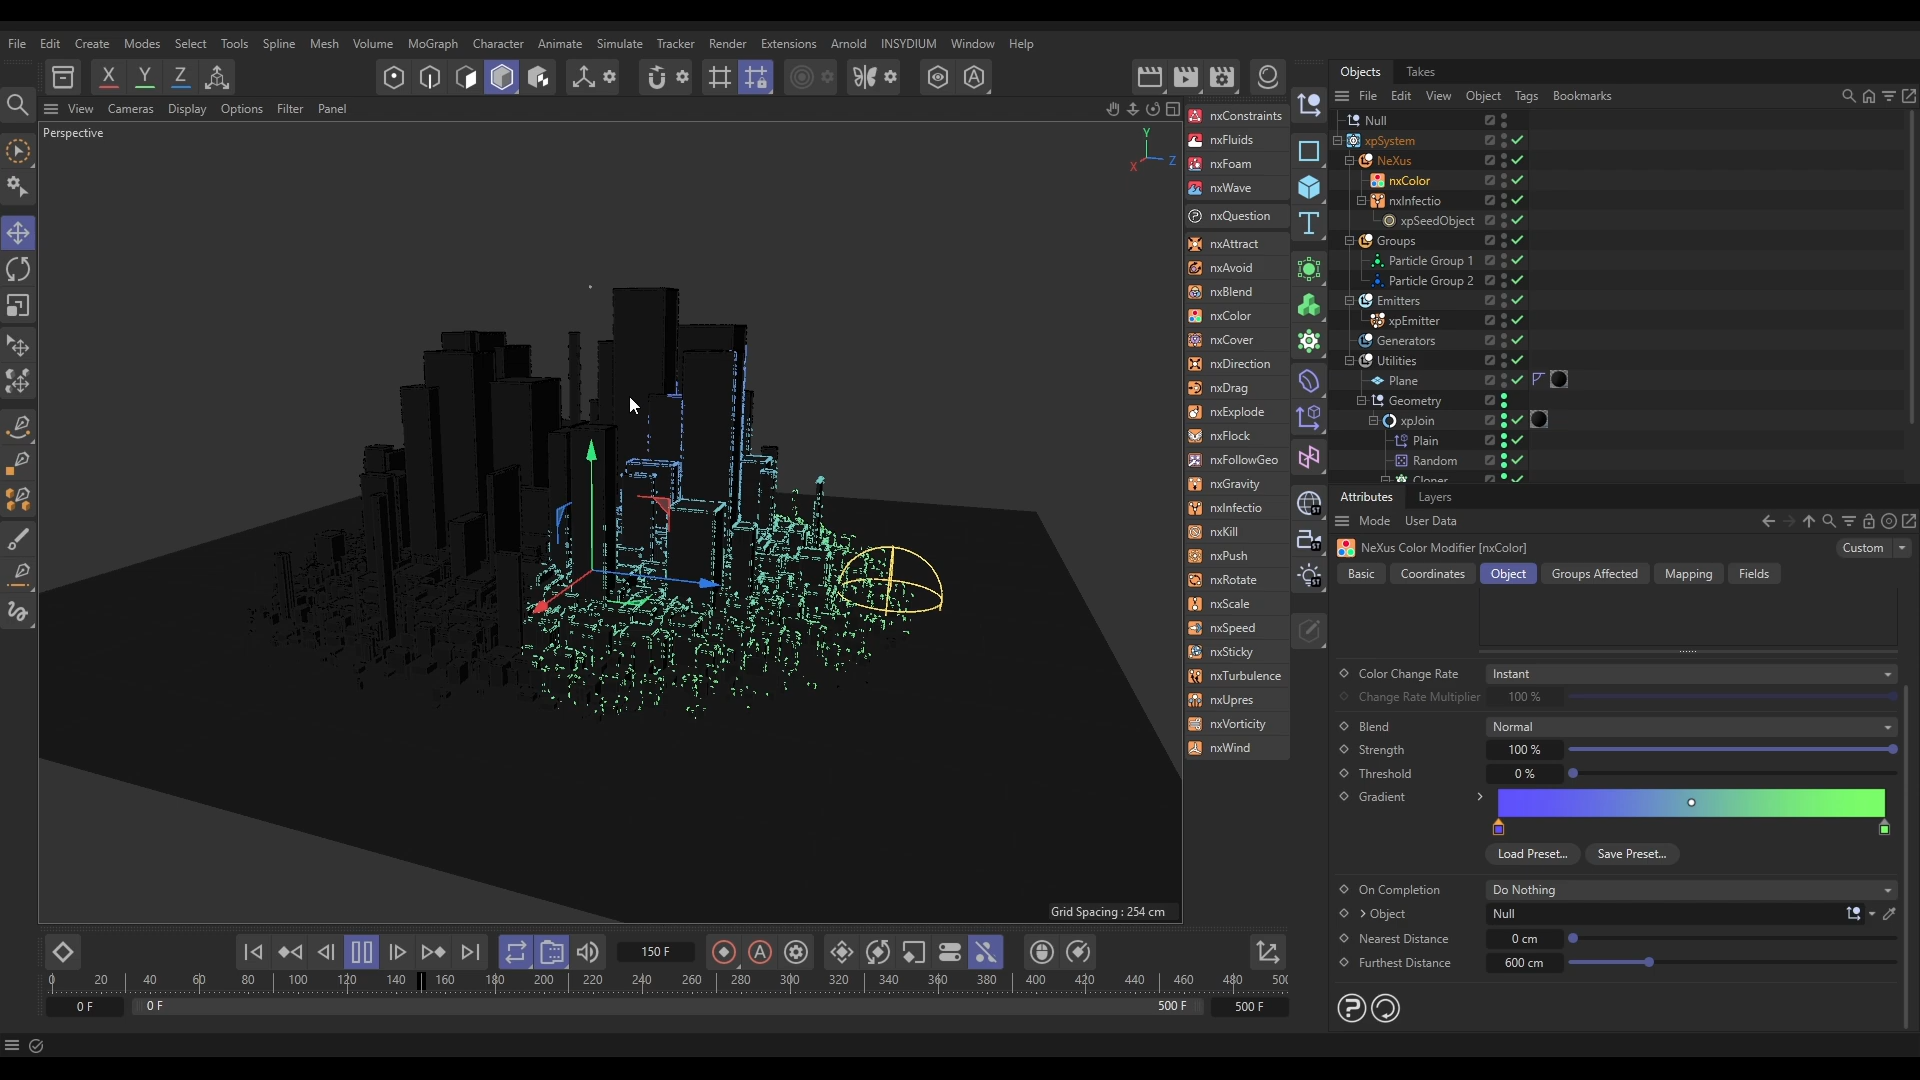 File Edit Create Modes Select Tools Spline Mesh Volume MoGraph Character Animate Simulate Tracker Render Extensions Arnold INSYDIUM Window Help
X Y Z
View Cameras Display Options Filter Panel
Perspective
Y
X Z
Grid Spacing : 254 cm
nxConstraints
nxFluids
nxFoam
nxWave
nxQuestion
nxAttract
nxAvoid
nxBlend
nxColor
nxCover
nxDirection
nxDrag
nxExplode
nxFlock
nxFollowGeo
nxGravity
nxInfectio
nxKill
nxPush
nxRotate
nxScale
nxSpeed
nxSticky
nxTurbulence
nxUpres
nxVorticity
nxWind
Objects Takes
File Edit View Object Tags Bookmarks
Null
xpSystem
NeXus
nxColor
nxInfectio
xpSeedObject
Groups
Particle Group 1
Particle Group 2
Emitters
xpEmitter
Generators
Utilities
Plane
Geometry
xpJoin
Plain
Random
Cloner
Attributes Layers
Mode User Data
NeXus Color Modifier [nxColor] Custom
Basic Coordinates Object Groups Affected Mapping Fields
Color Change Rate Instant
Change Rate Multiplier 100 %
Blend Normal
Strength 100 %
Threshold 0 %
Gradient
Load Preset... Save Preset...
On Completion Do Nothing
Object Null
Nearest Distance 0 cm
Furthest Distance 600 cm
150 F
0 20 40 60 80 100 120 140 160 180 200 220 240 260 280 300 320 340 360 380 400 420 440 460 480 500
0 F 0 F 500 F 500 F